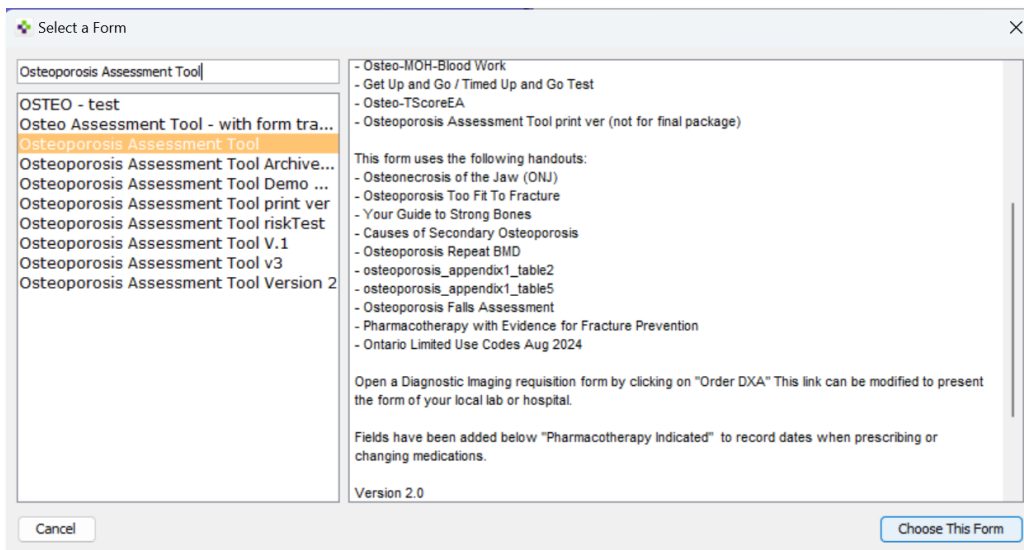 Select a Form
Osteoporosis Assessment Tool
OSTEO - test
Osteo Assessment Tool - with form tra...
Osteoporosis Assessment Tool
Osteoporosis Assessment Tool Archive...
Osteoporosis Assessment Tool Demo ...
Osteoporosis Assessment Tool print ver
Osteoporosis Assessment Tool riskTest
Osteoporosis Assessment Tool V.1
Osteoporosis Assessment Tool v3
Osteoporosis Assessment Tool Version 2
- Osteo-MOH-Blood Work
- Get Up and Go / Timed Up and Go Test
- Osteo-TScoreEA
- Osteoporosis Assessment Tool print ver (not for final package)
This form uses the following handouts:
- Osteonecrosis of the Jaw (ONJ)
- Osteoporosis Too Fit To Fracture
- Your Guide to Strong Bones
- Causes of Secondary Osteoporosis
- Osteoporosis Repeat BMD
- osteoporosis_appendix1_table2
- osteoporosis_appendix1_table5
- Osteoporosis Falls Assessment
- Pharmacotherapy with Evidence for Fracture Prevention
- Ontario Limited Use Codes Aug 2024
Open a Diagnostic Imaging requisition form by clicking on "Order DXA" This link can be modified to present
the form of your local lab or hospital.
Fields have been added below "Pharmacotherapy Indicated" to record dates when prescribing or
changing medications.
Version 2.0
Cancel
Choose This Form